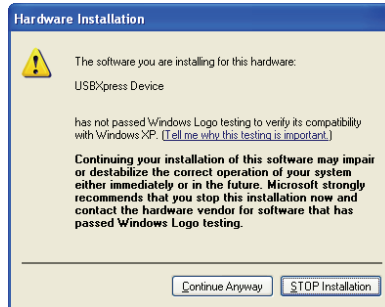 Hardware Installation
The software you are installing for this hardware:
USBXpress Device
has not passed Windows Logo testing to verify its compatibility
with Windows XP. (Tell me why this testing is important.)
Continuing your installation of this software may impair
or destabilize the correct operation of your system
either immediately or in the future. Microsoft strongly
recommends that you stop this installation now and
contact the hardware vendor for software that has
passed Windows Logo testing.
Continue Anyway STOP Installation